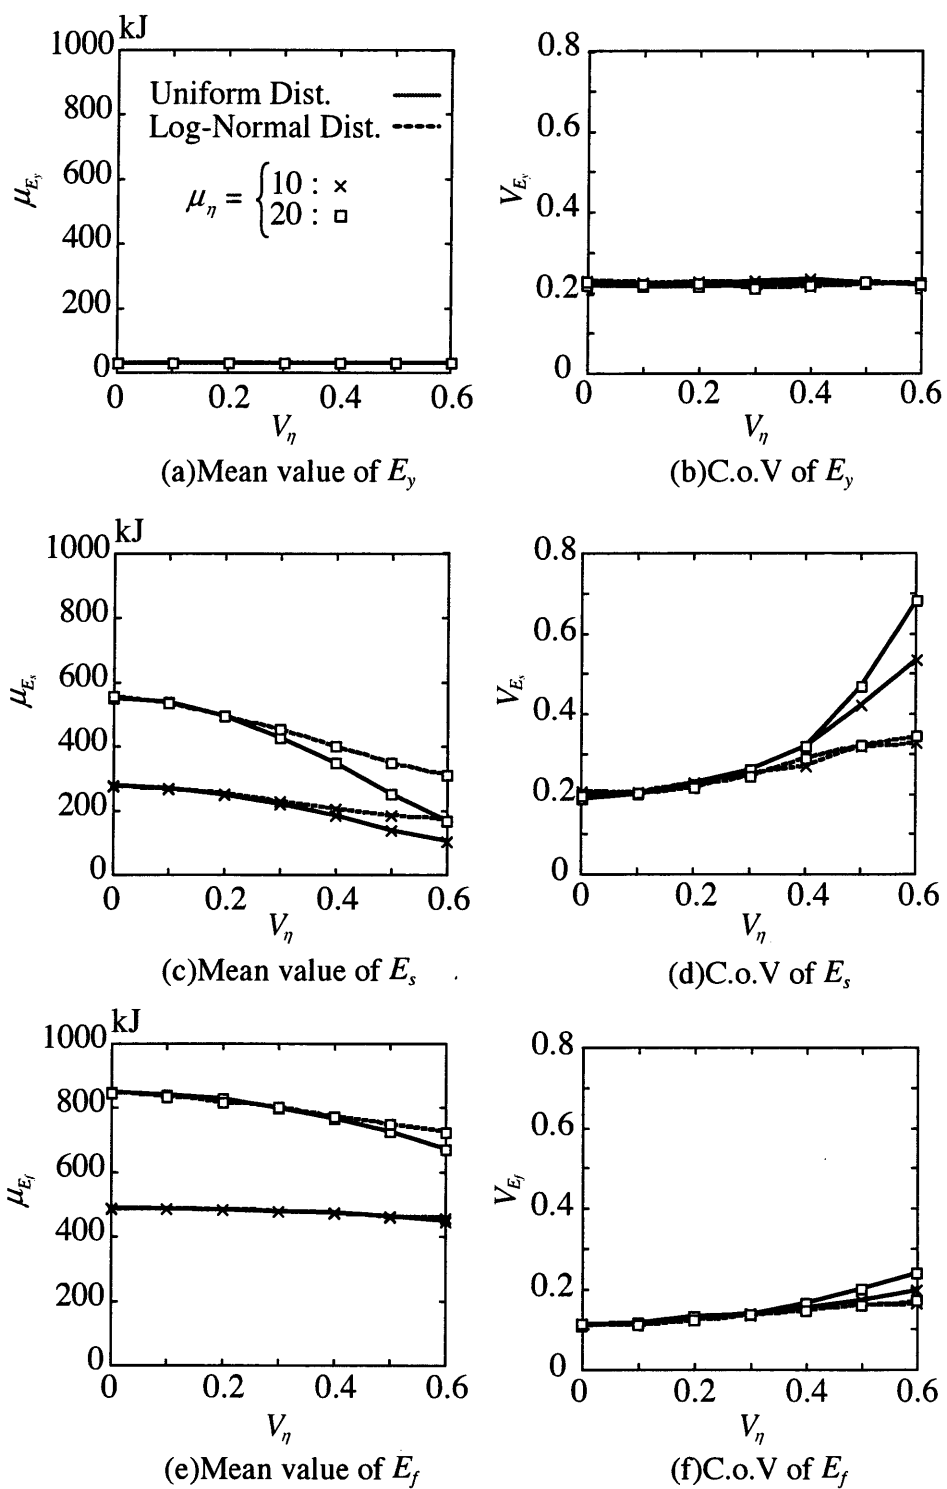 kJ
1000
800
600
400
200
0
μ_{E_y}
Uniform Dist.
Log-Normal Dist.
μ_η = { 10 : ×
20 : □
0 0.2 0.4 0.6
V_η
(a)Mean value of E_y
0.8
0.6
0.4
0.2
0
V_{E_y}
0 0.2 0.4 0.6
V_η
(b)C.o.V of E_y
kJ
1000
800
600
400
200
0
μ_{E_s}
0 0.2 0.4 0.6
V_η
(c)Mean value of E_s
0.8
0.6
0.4
0.2
0
V_{E_s}
0 0.2 0.4 0.6
V_η
(d)C.o.V of E_s
kJ
1000
800
600
400
200
0
μ_{E_f}
0 0.2 0.4 0.6
V_η
(e)Mean value of E_f
0.8
0.6
0.4
0.2
0
V_{E_f}
0 0.2 0.4 0.6
V_η
(f)C.o.V of E_f